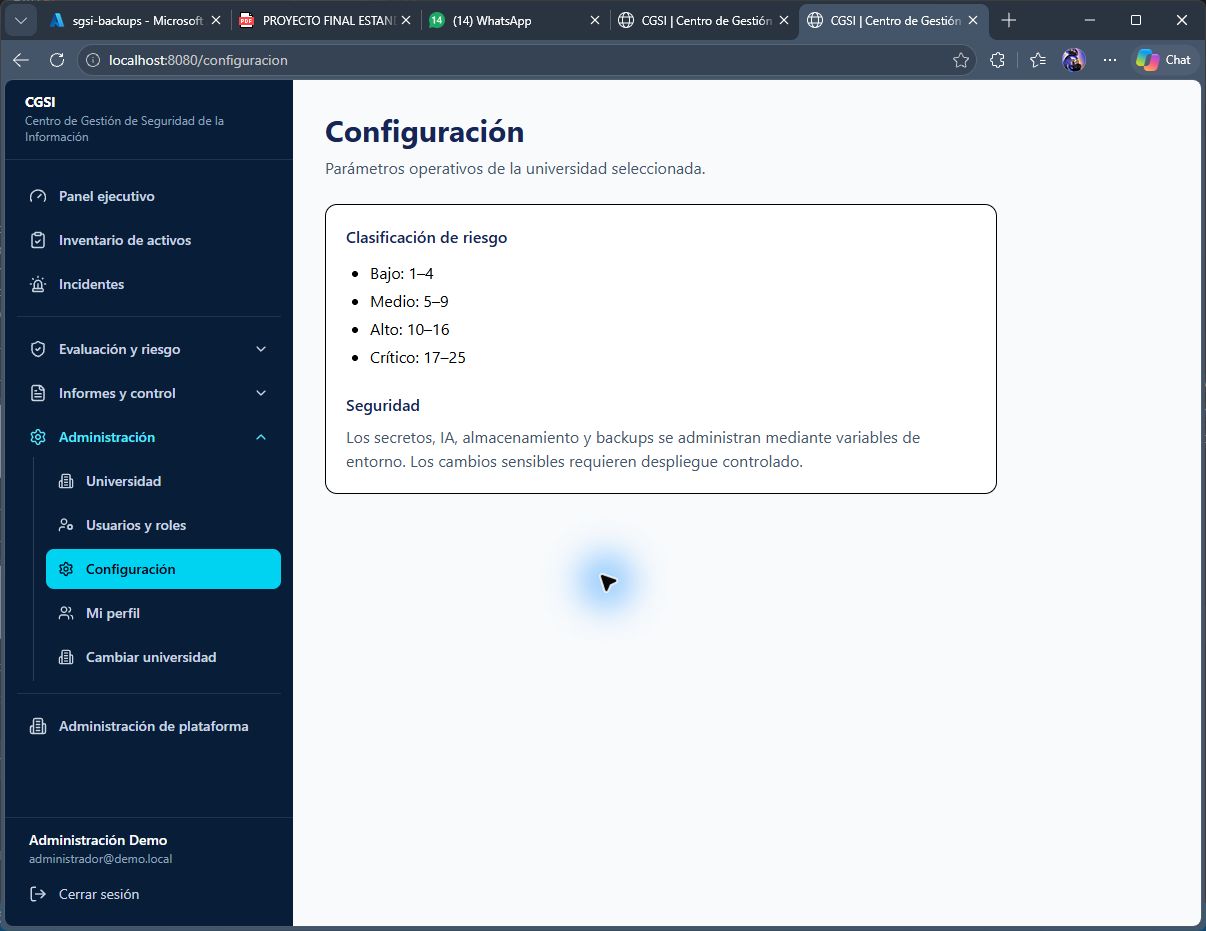 sgsi-backups - Microsoft
PROYECTO FINAL ESTAN
14
(14) WhatsApp
CGSI | Centro de Gestión
CGSI | Centro de Gestión
localhost:8080/configuracion
Chat
CGSI
Centro de Gestión de Seguridad de la
Información
Panel ejecutivo
Inventario de activos
Incidentes
Evaluación y riesgo
Informes y control
Administración
Universidad
Usuarios y roles
Configuración
Mi perfil
Cambiar universidad
Administración de plataforma
Administración Demo
administrador@demo.local
Cerrar sesión
Configuración
Parámetros operativos de la universidad seleccionada.
Clasificación de riesgo
Bajo: 1–4
Medio: 5–9
Alto: 10–16
Crítico: 17–25
Seguridad
Los secretos, IA, almacenamiento y backups se administran mediante variables de
entorno. Los cambios sensibles requieren despliegue controlado.